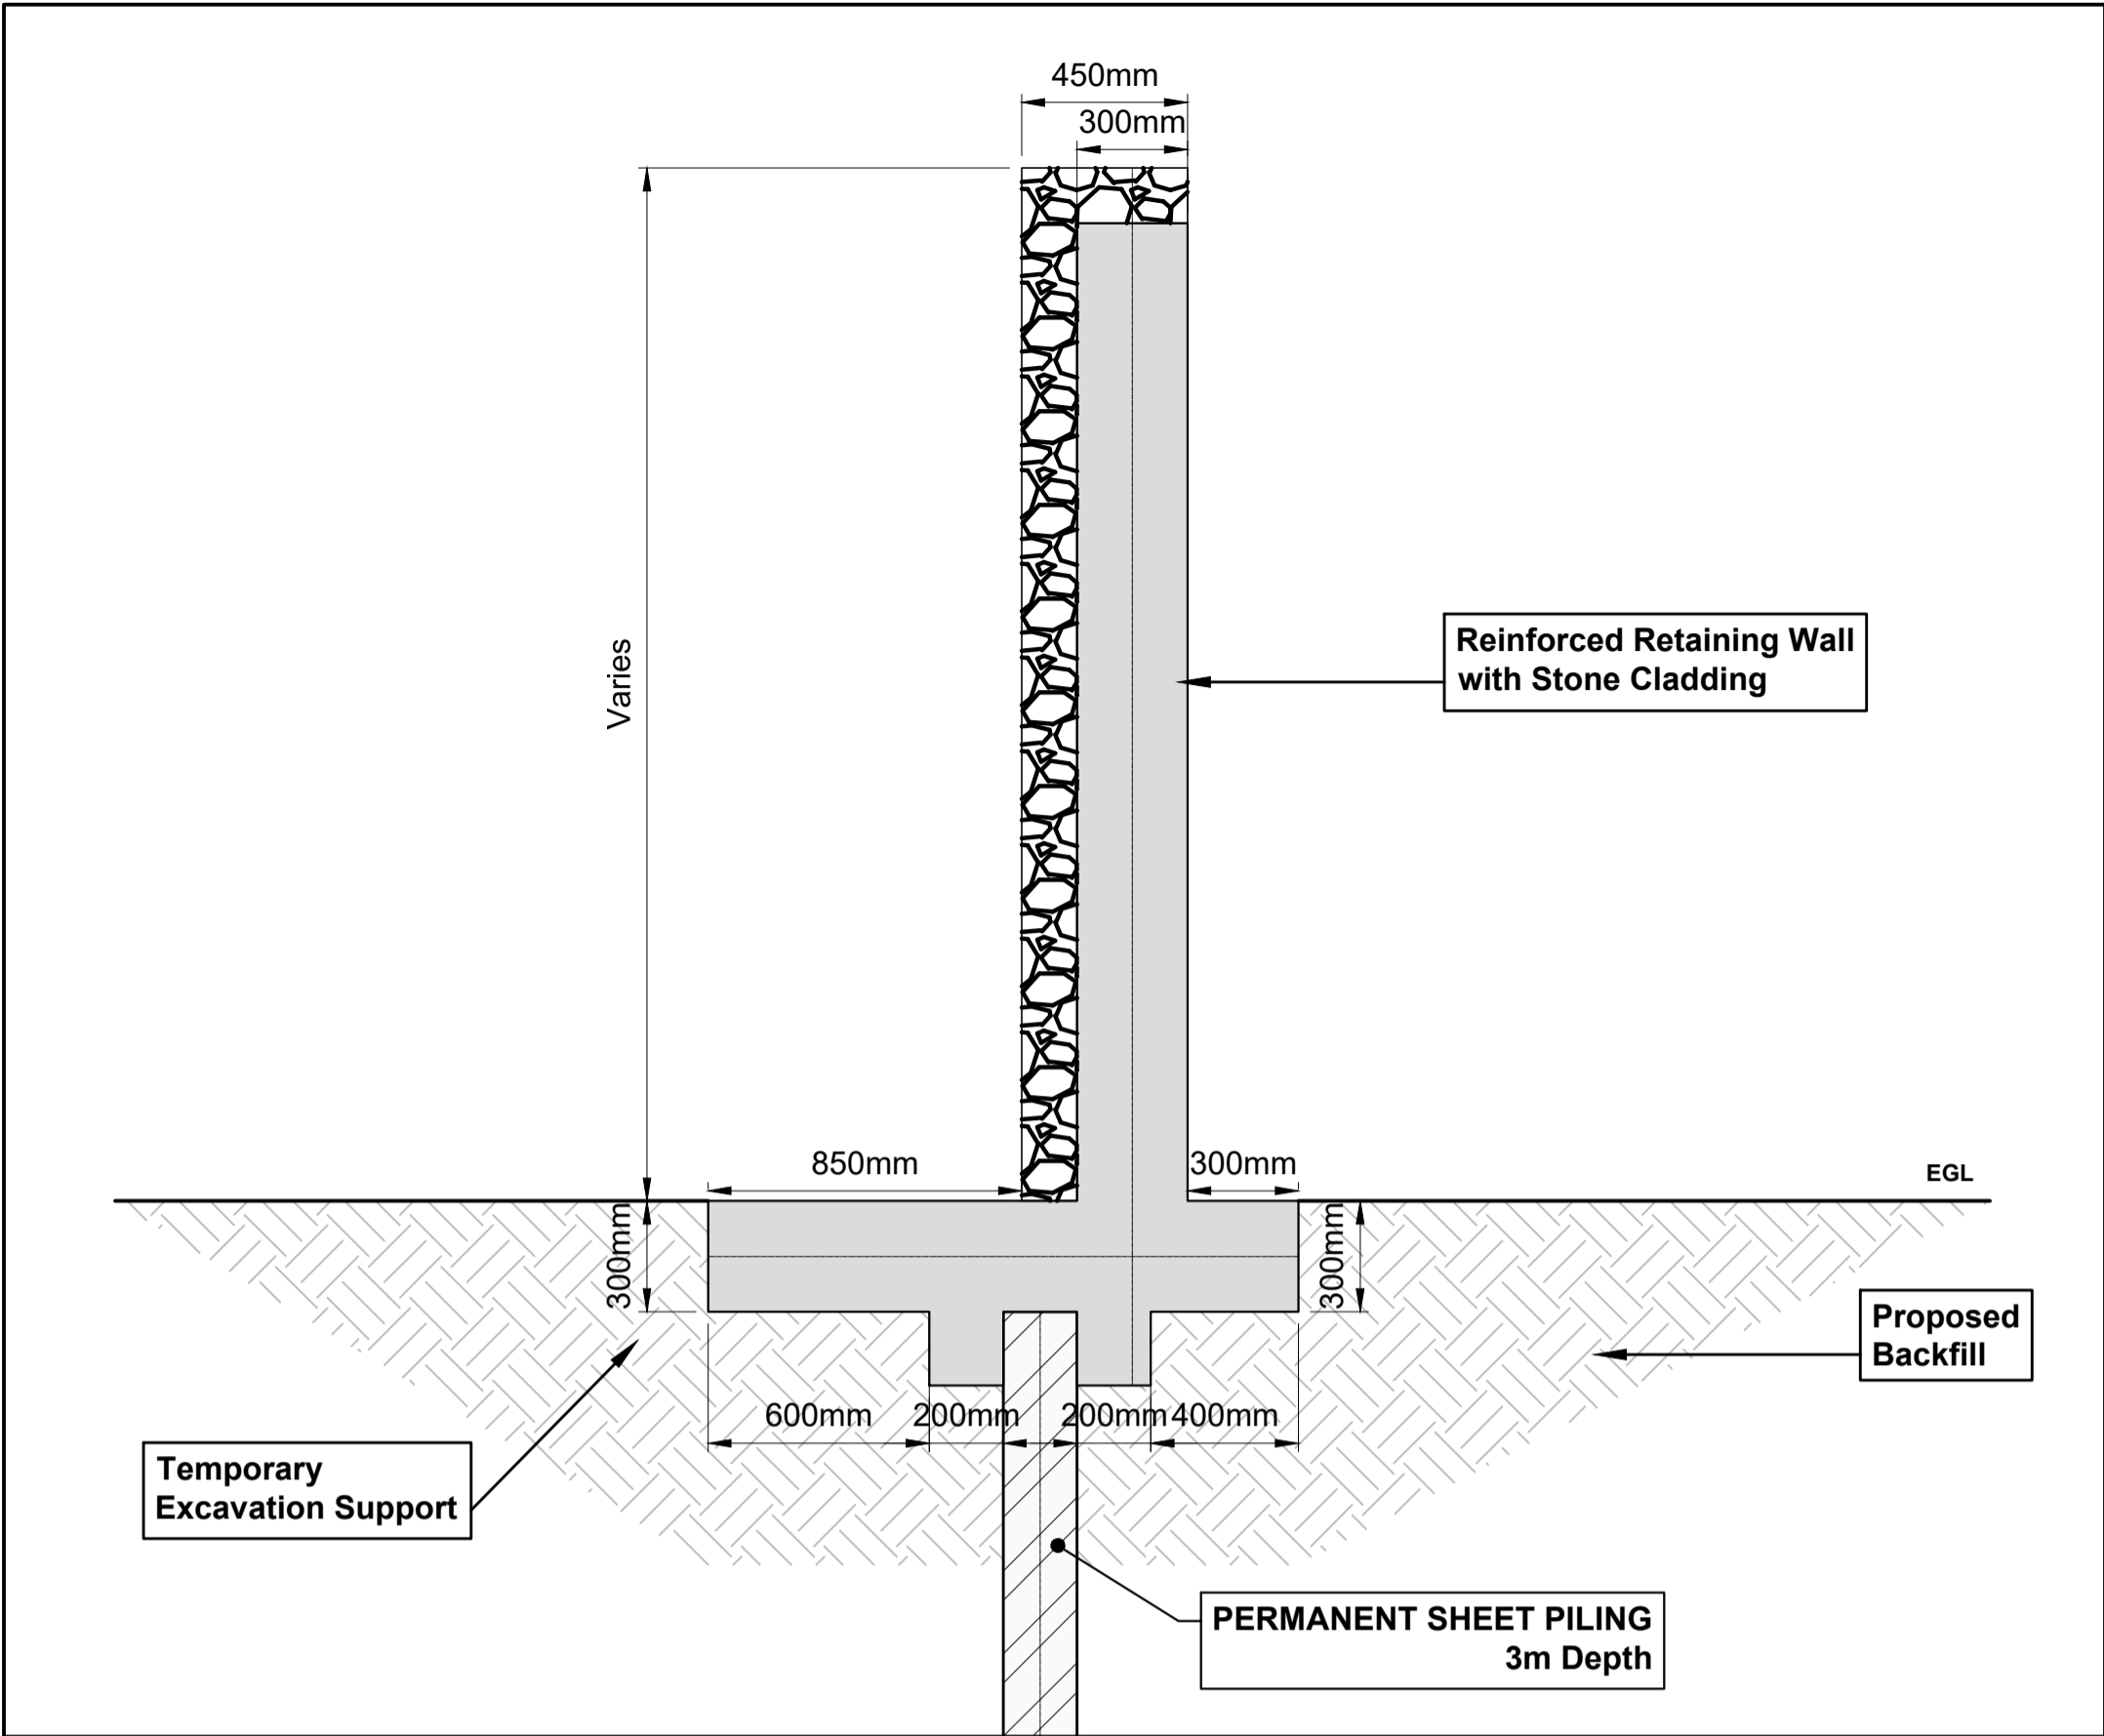 450mm
300mm
Varies
Reinforced Retaining Wall
with Stone Cladding
850mm
300mm
EGL
300mm
300mm
Proposed
Backfill
600mm
200mm
200mm
400mm
Temporary
Excavation Support
PERMANENT SHEET PILING
3m Depth